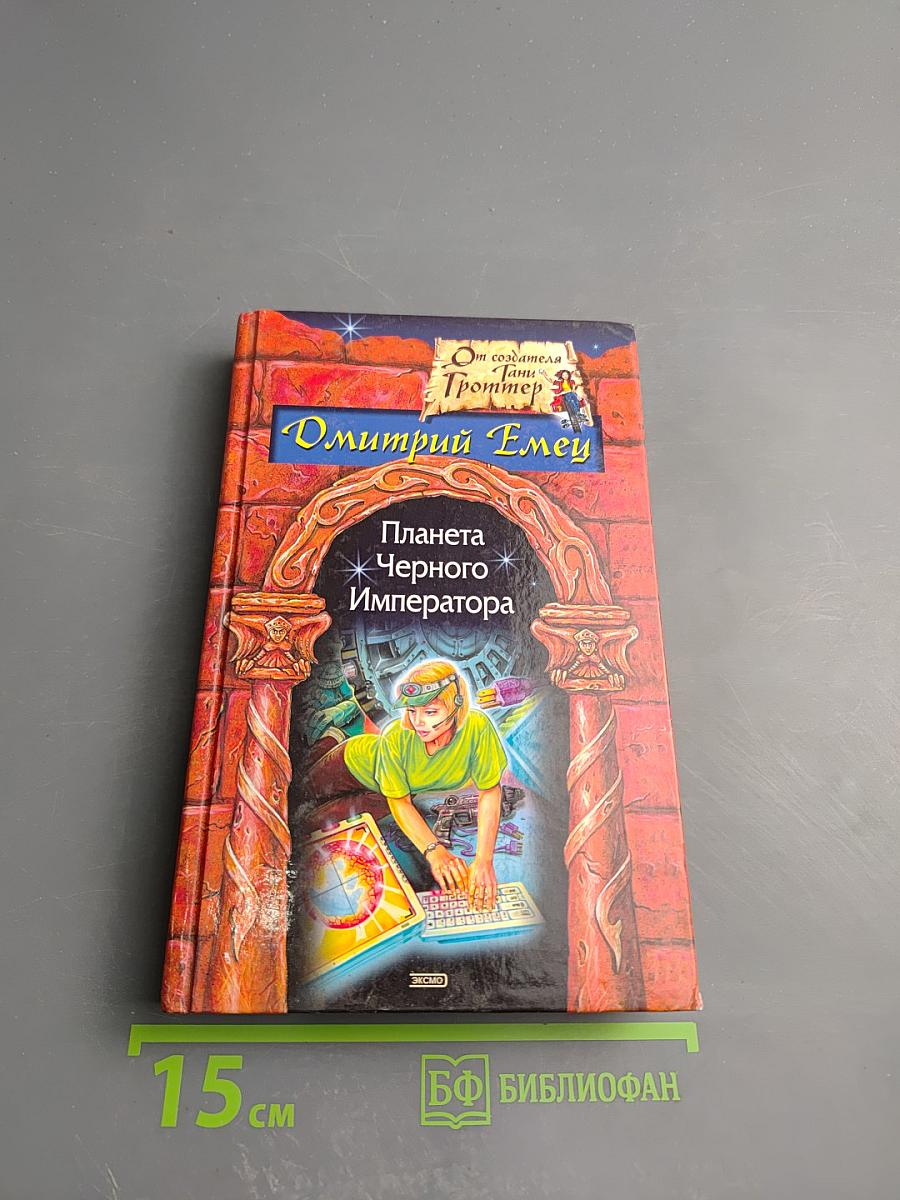 От создателя
Тани
Гроттер
Дмитрий Емец
Планета
Черного
Императора
ЭКСМО
15 см
БФ БИБЛИОФАН